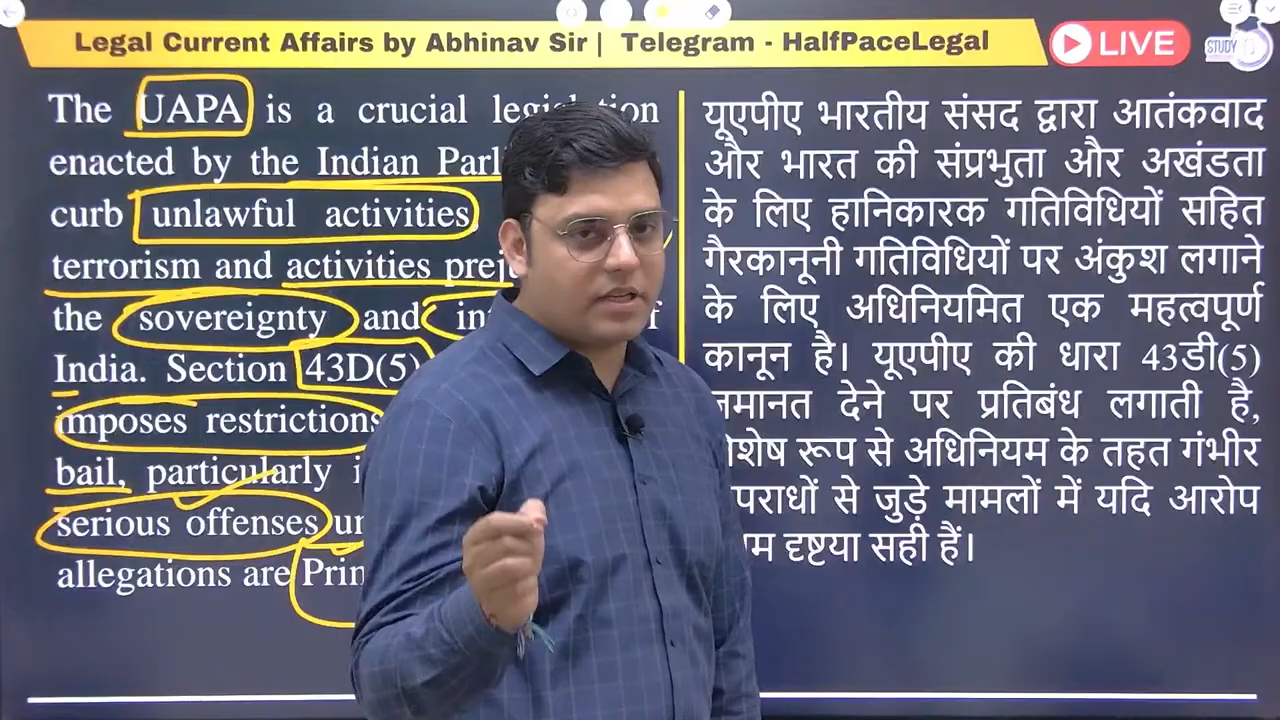 Legal Current Affairs by Abhinav Sir | Telegram - HalfPaceLegal
LIVE
STUDY
The UAPA is a crucial
enacted by the Indian
curb unlawful activities
terrorism and activities
the sovereignty and
India. Section 43D(5)
imposes restrictions
bail, particularly
serious offenses
allegations are
यूएपीए भारतीय संसद द्वारा आतंकवाद
और भारत की संप्रभुता और अखंडता
के लिए हानिकारक गतिविधियों सहित
गैरकानूनी गतिविधियों पर अंकुश लगाने
के लिए अधिनियमित एक महत्वपूर्ण
कानून है। यूएपीए की धारा 43डी(5)
जमानत देने पर प्रतिबंध लगाती है,
रूप से अधिनियम के तहत गंभीर
से जुड़े मामलों में यदि आरोप
दृष्टया सही हैं।